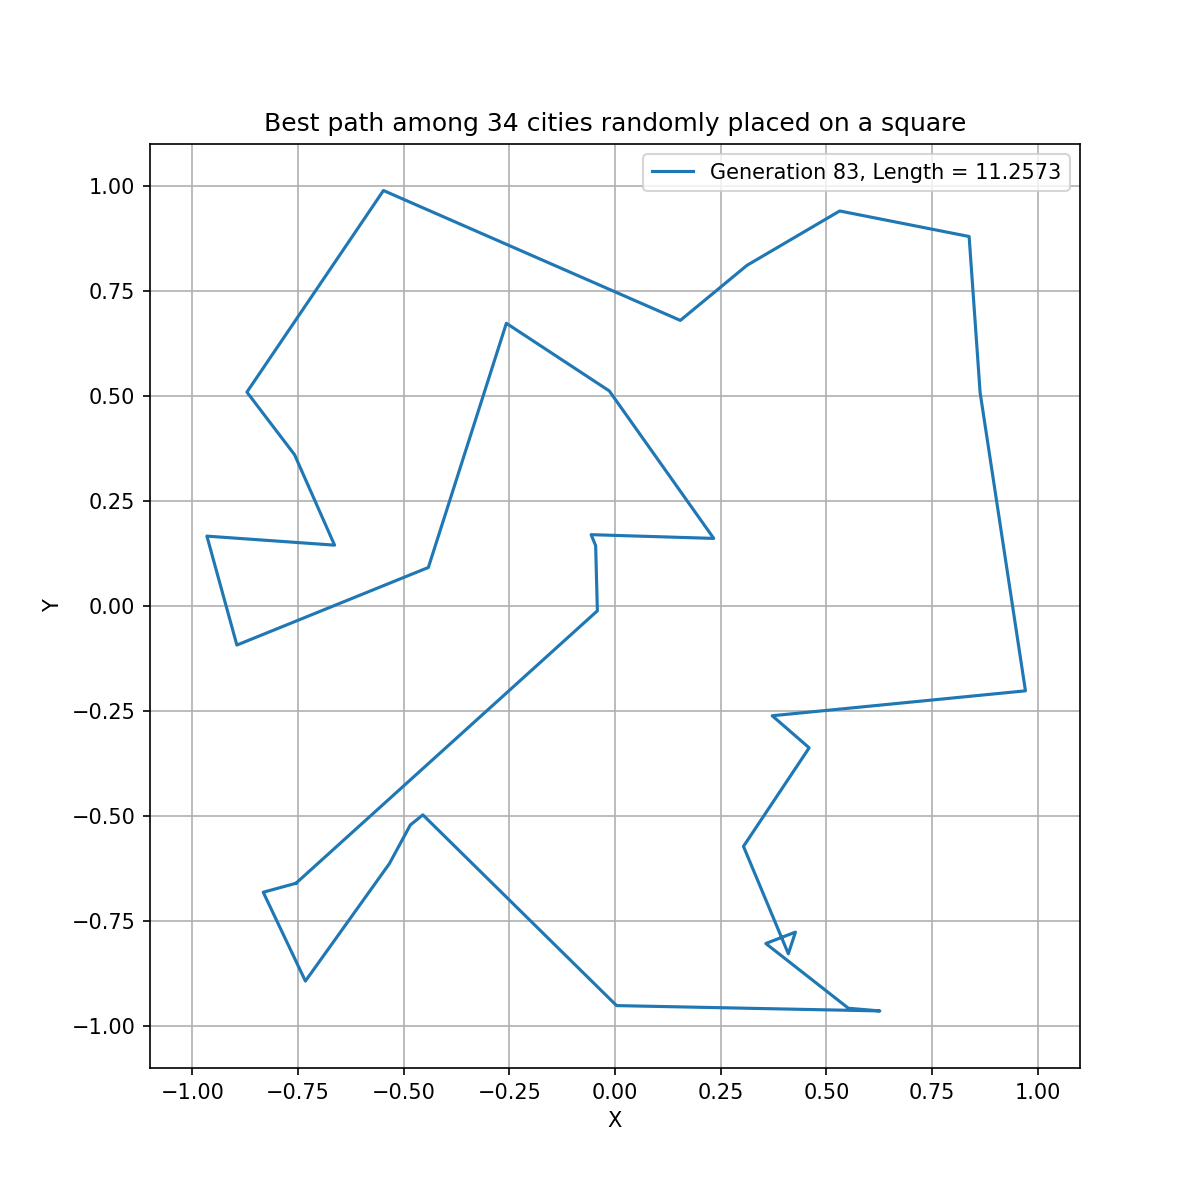 Best path among 34 cities randomly placed on a square
Generation 83, Length = 11.2573
1.00
0.75
0.50
0.25
0.00
−0.25
−0.50
−0.75
−1.00
Y
−1.00 −0.75 −0.50 −0.25 0.00 0.25 0.50 0.75 1.00
X